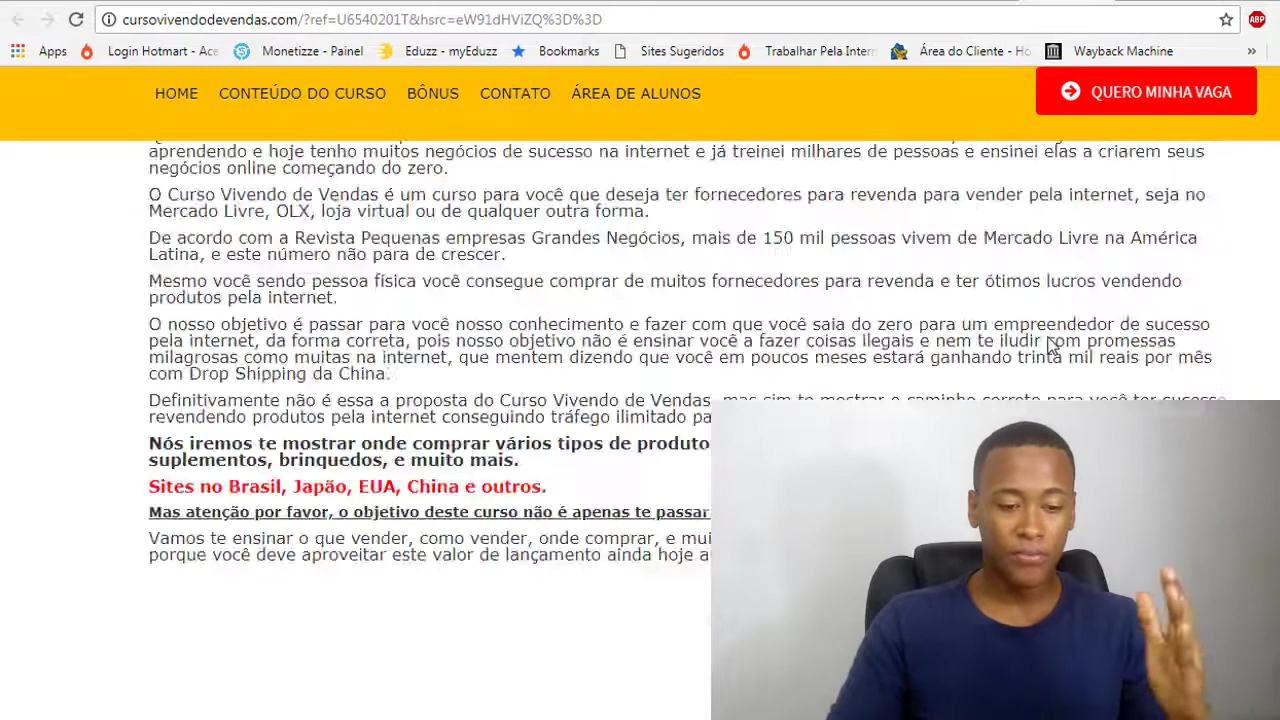 cursovivendodevendas.com/?ref=U6540201T&hsrc=eW91dHViZQ%3D%3D
ABP
Apps Login Hotmart - Ace Monetizze - Painel Eduzz - myEduzz Bookmarks Sites Sugeridos Trabalhar Pela Inter Área do Cliente - Ho Wayback Machine »
HOME CONTEÚDO DO CURSO BÔNUS CONTATO ÁREA DE ALUNOS QUERO MINHA VAGA
aprendendo e hoje tenho muitos negócios de sucesso na internet e já treinei milhares de pessoas e ensinei elas a criarem seus
negócios online começando do zero.
O Curso Vivendo de Vendas é um curso para você que deseja ter fornecedores para revenda para vender pela internet, seja no
Mercado Livre, OLX, loja virtual ou de qualquer outra forma.
De acordo com a Revista Pequenas empresas Grandes Negócios, mais de 150 mil pessoas vivem de Mercado Livre na América
Latina, e este número não para de crescer.
Mesmo você sendo pessoa física você consegue comprar de muitos fornecedores para revenda e ter ótimos lucros vendendo
produtos pela internet.
O nosso objetivo é passar para você nosso conhecimento e fazer com que você saia do zero para um empreendedor de sucesso
pela internet, da forma correta, pois nosso objetivo não é ensinar você a fazer coisas ilegais e nem te iludir com promessas
milagrosas como muitas na internet, que mentem dizendo que você em poucos meses estará ganhando trinta mil reais por mês
com Drop Shipping da China.
Definitivamente não é essa a proposta do Curso Vivendo de Vendas, mas sim te mostrar o caminho correto para você ter sucesso
revendendo produtos pela internet conseguindo tráfego ilimitado pa
Nós iremos te mostrar onde comprar vários tipos de produto
suplementos, brinquedos, e muito mais.
Sites no Brasil, Japão, EUA, China e outros.
Mas atenção por favor, o objetivo deste curso não é apenas te passar
Vamos te ensinar o que vender, como vender, onde comprar, e mui
porque você deve aproveitar este valor de lançamento ainda hoje a